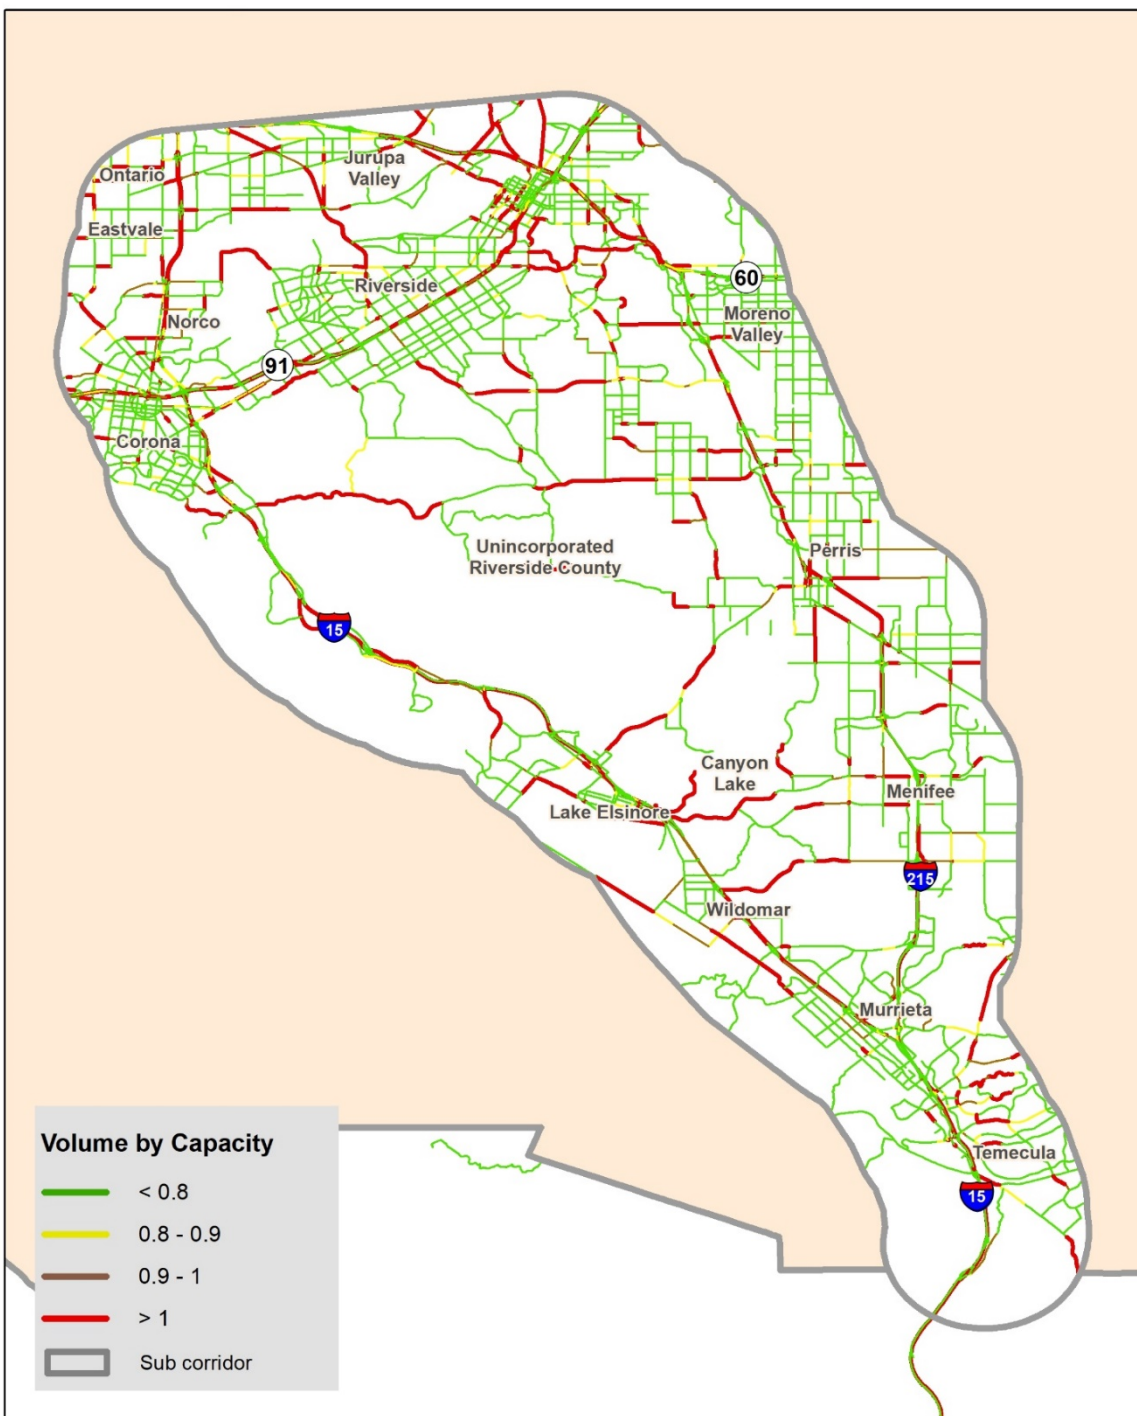 Ontario
Jurupa
Valley
Eastvale
Riverside
60
Norco
Moreno
Valley
91
Corona
Unincorporated
Riverside County
Perris
15
Canyon
Lake
Menifee
Lake Elsinore
215
Wildomar
Murrieta
Temecula
15
Volume by Capacity
< 0.8
0.8 - 0.9
0.9 - 1
> 1
Sub corridor